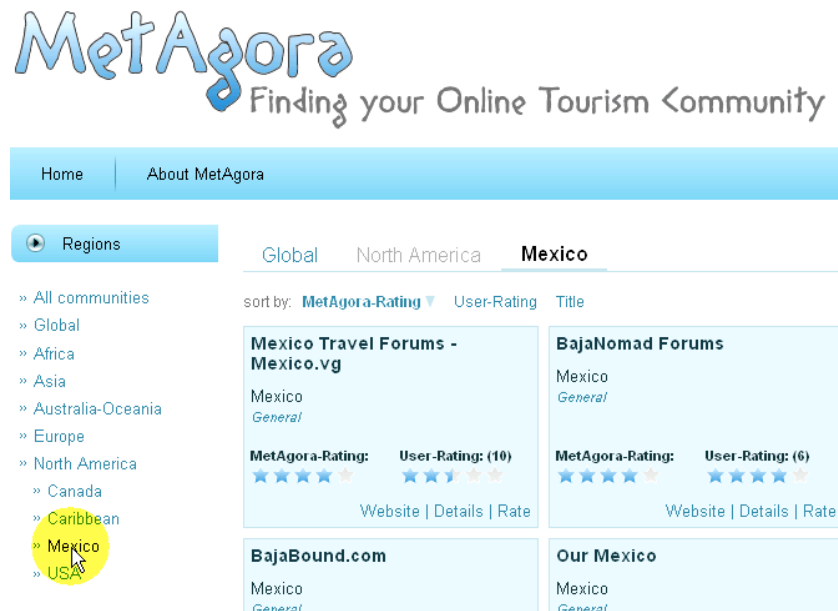 MetAgora
Finding your Online Tourism Community
Home About MetAgora
Regions
» All communities
» Global
» Africa
» Asia
» Australia-Oceania
» Europe
» North America
» Canada
» Caribbean
» Mexico
» USA
Global North America Mexico
sort by: MetAgora-Rating User-Rating Title
Mexico Travel Forums -
Mexico.vg
Mexico
General
MetAgora-Rating: User-Rating: (10)
Website | Details | Rate
BajaNomad Forums
Mexico
General
MetAgora-Rating: User-Rating: (6)
Website | Details | Rate
BajaBound.com
Mexico
General
Our Mexico
Mexico
General